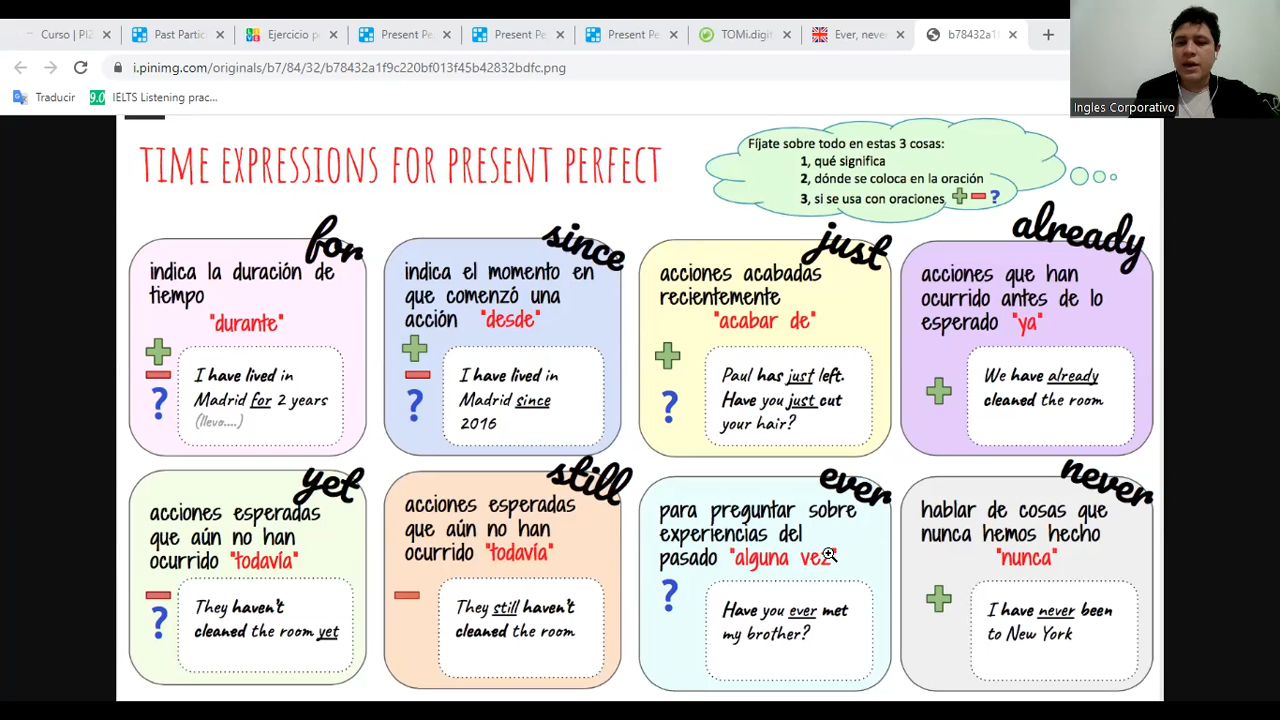 Curso | PI2
Past Partic
Ejercicio p
Present Pe
Present Pe
Present Pe
TOMi.digit
Ever, neve
b78432a1f
i.pinimg.com/originals/b7/84/32/b78432a1f9c220bf013f45b42832bdfc.png
Traducir
9.0
IELTS Listening prac...
Ingles Corporativo
TIME EXPRESSIONS FOR PRESENT PERFECT
Fíjate sobre todo en estas 3 cosas:
1, qué significa
2, dónde se coloca en la oración
3, si se usa con oraciones + - ?
for
indica la duración de
tiempo
"durante"
+
-
?
I have lived in
Madrid for 2 years
(llevo....)
since
indica el momento en
que comenzó una
acción "desde"
+
-
?
I have lived in
Madrid since
2016
just
acciones acabadas
recientemente
"acabar de"
+
?
Paul has just left.
Have you just cut
your hair?
already
acciones que han
ocurrido antes de lo
esperado "ya"
+
We have already
cleaned the room
yet
acciones esperadas
que aún no han
ocurrido "todavía"
-
?
They haven't
cleaned the room yet
still
acciones esperadas
que aún no han
ocurrido "todavía"
-
They still haven't
cleaned the room
ever
para preguntar sobre
experiencias del
pasado "alguna vez"
?
Have you ever met
my brother?
never
hablar de cosas que
nunca hemos hecho
"nunca"
+
I have never been
to New York